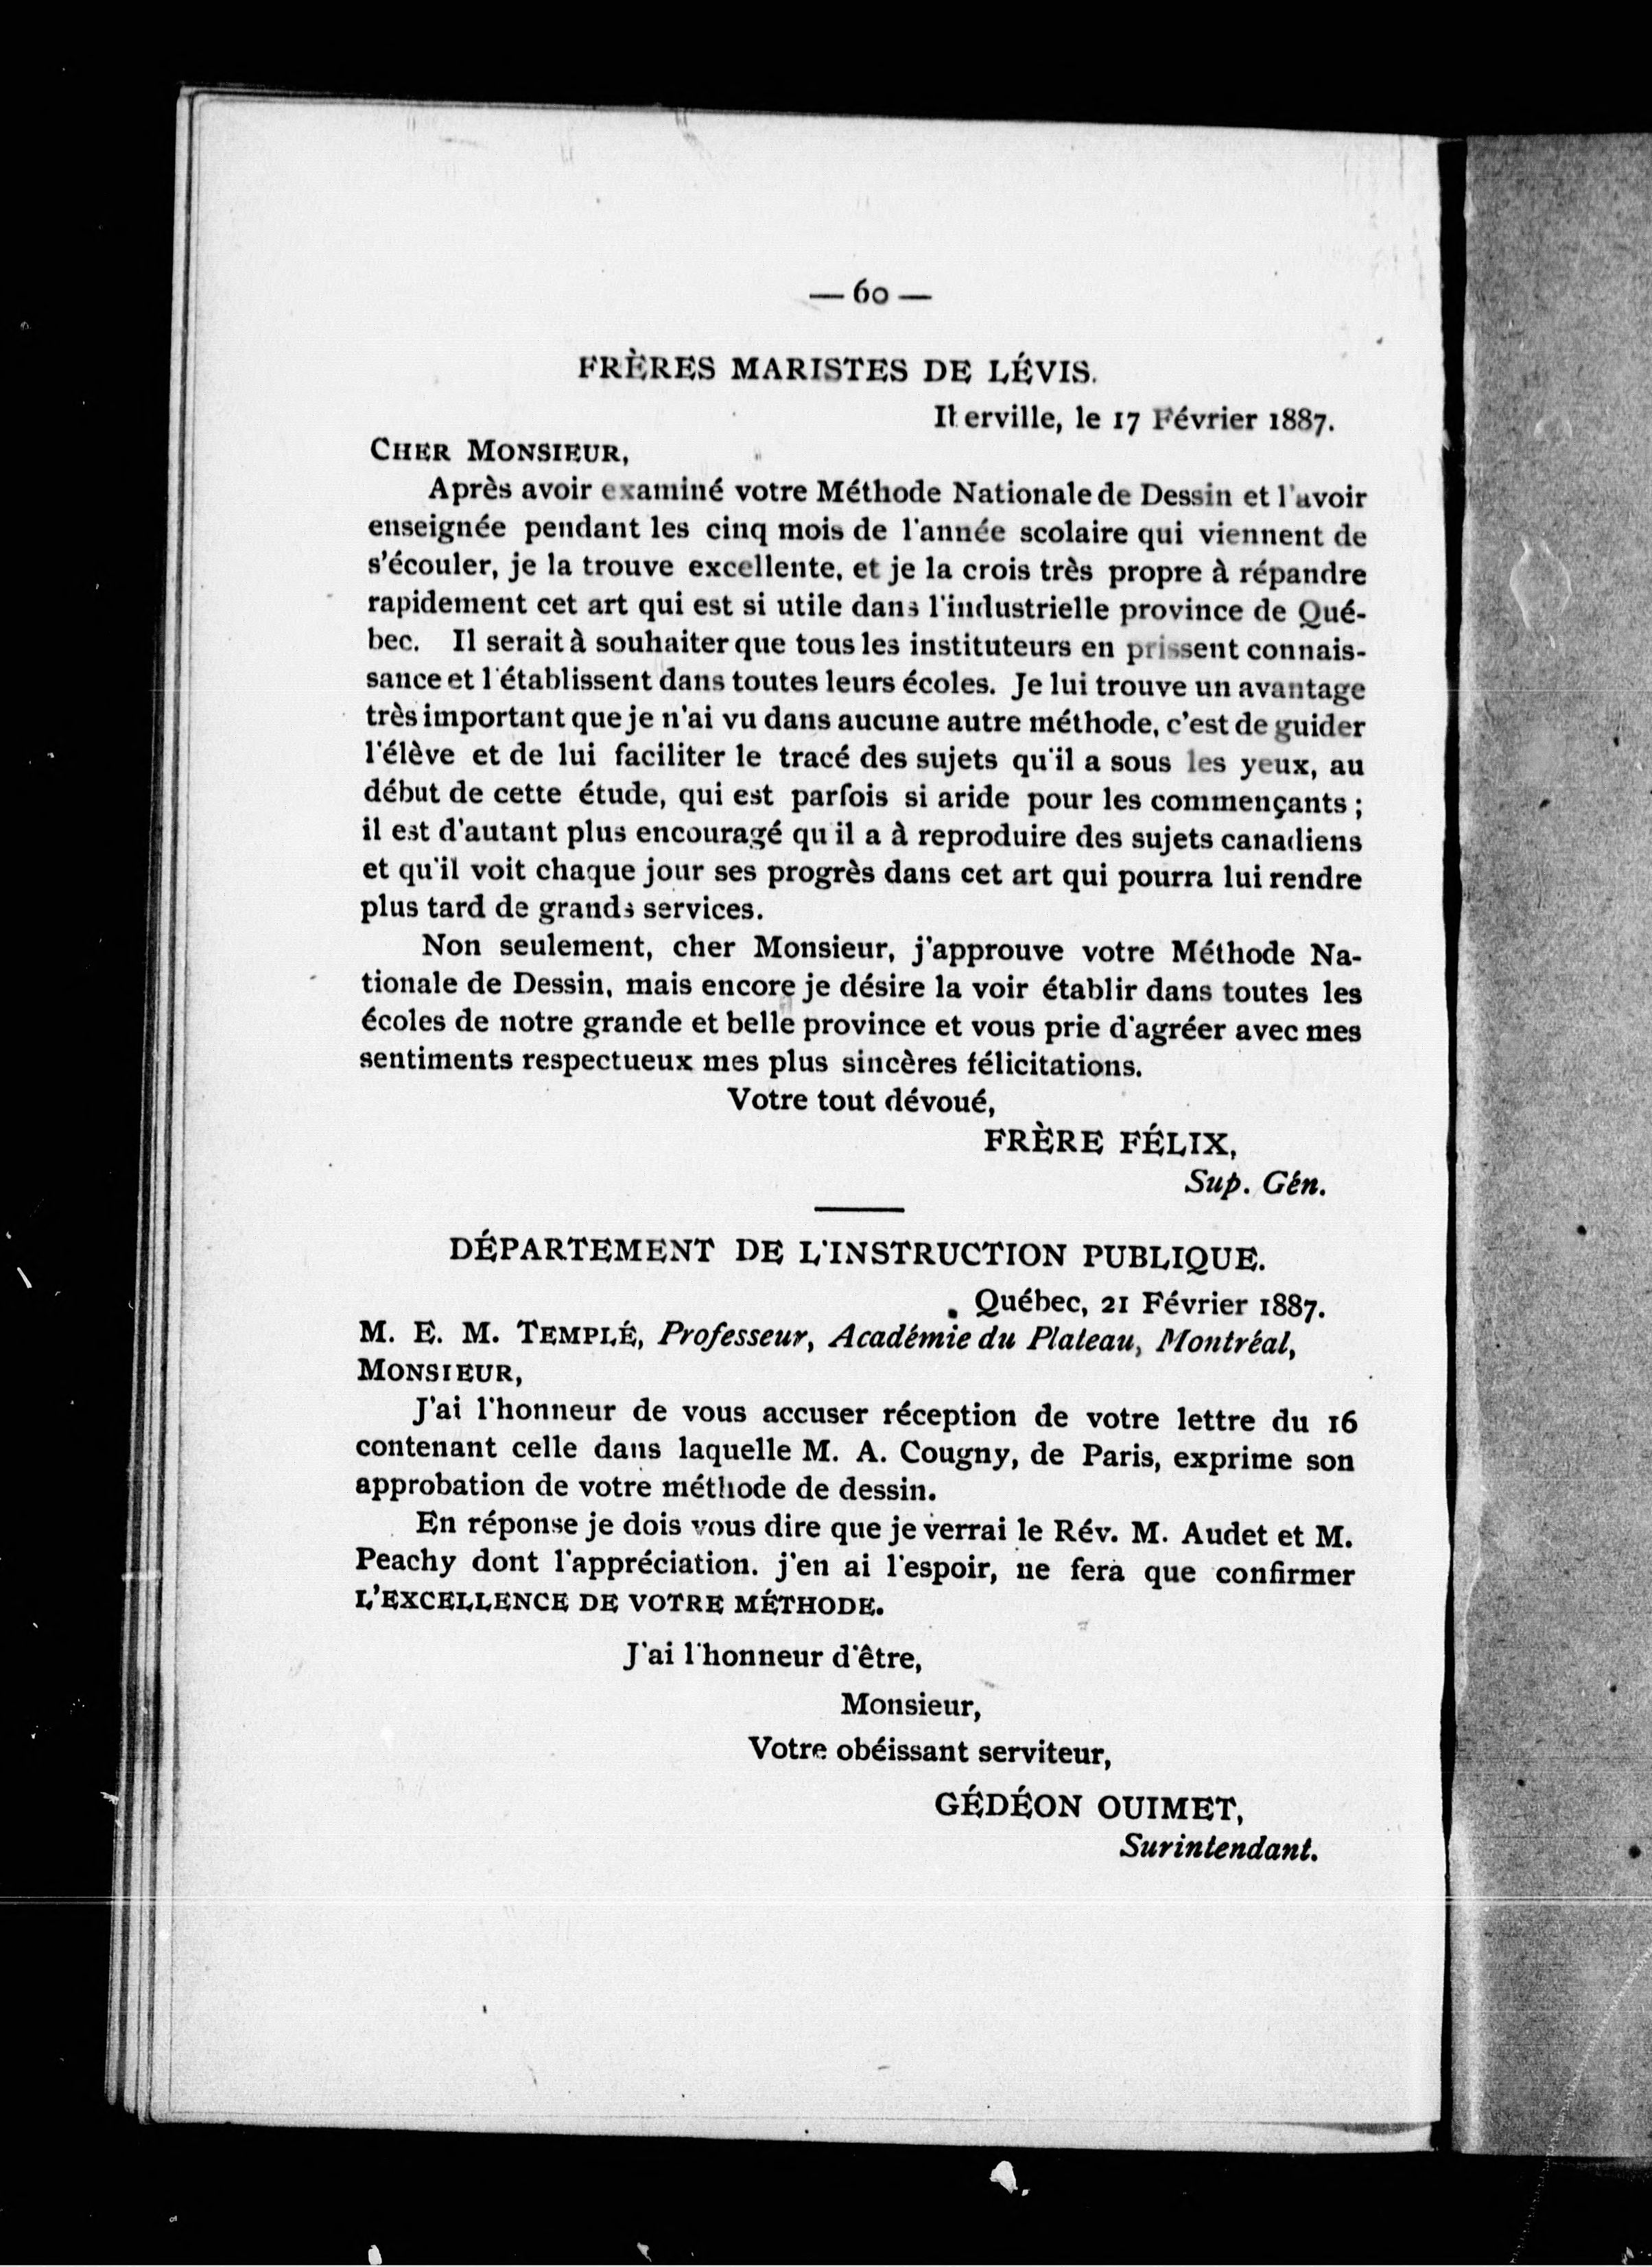 — 60 —
FRÈRES MARISTES DE LÉVIS.
It erville, le 17 Février 1887.
CHER MONSIEUR,
Après avoir examiné votre Méthode Nationale de Dessin et l'avoir
enseignée pendant les cinq mois de l'année scolaire qui viennent de
s'écouler, je la trouve excellente, et je la crois très propre à répandre
rapidement cet art qui est si utile dans l'industrielle province de Qué-
bec. Il serait à souhaiter que tous les instituteurs en prissent connais-
sance et l'établissent dans toutes leurs écoles. Je lui trouve un avantage
très important que je n'ai vu dans aucune autre méthode, c'est de guider
l'élève et de lui faciliter le tracé des sujets qu'il a sous les yeux, au
début de cette étude, qui est parfois si aride pour les commençants ;
il est d'autant plus encouragé qu'il a à reproduire des sujets canadiens
et qu'il voit chaque jour ses progrès dans cet art qui pourra lui rendre
plus tard de grands services.
Non seulement, cher Monsieur, j'approuve votre Méthode Na-
tionale de Dessin, mais encore je désire la voir établir dans toutes les
écoles de notre grande et belle province et vous prie d'agréer avec mes
sentiments respectueux mes plus sincères félicitations.
Votre tout dévoué,
FRÈRE FÉLIX,
Sup. Gén.
DÉPARTEMENT DE L'INSTRUCTION PUBLIQUE.
Québec, 21 Février 1887.
M. E. M. TEMPLÉ, Professeur, Académie du Plateau, Montréal,
MONSIEUR,
J'ai l'honneur de vous accuser réception de votre lettre du 16
contenant celle dans laquelle M. A. Cougny, de Paris, exprime son
approbation de votre méthode de dessin.
En réponse je dois vous dire que je verrai le Rév. M. Audet et M.
Peachy dont l'appréciation. j'en ai l'espoir, ne fera que confirmer
L'EXCELLENCE DE VOTRE MÉTHODE.
J'ai l'honneur d'être,
Monsieur,
Votre obéissant serviteur,
GÉDÉON OUIMET,
Surintendant.